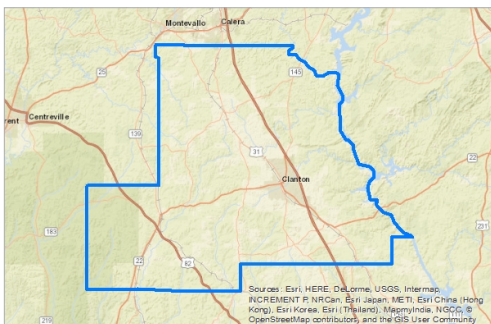 Montevallo
Calera
25
145
Centreville
139
31
22
Clanton
183
231
22
82
219
Sources: Esri, HERE, DeLorme, USGS, Intermap,
INCREMENT P, NRCan, Esri Japan, METI, Esri China (Hong
Kong), Esri Korea, Esri (Thailand), MapmyIndia, NGCC, ©
OpenStreetMap contributors, and the GIS User Community